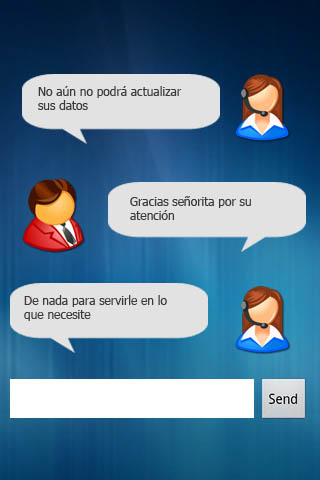 No aún no podrá actualizar
sus datos
Gracias señorita por su
atención
De nada para servirle en lo
que necesite
Send